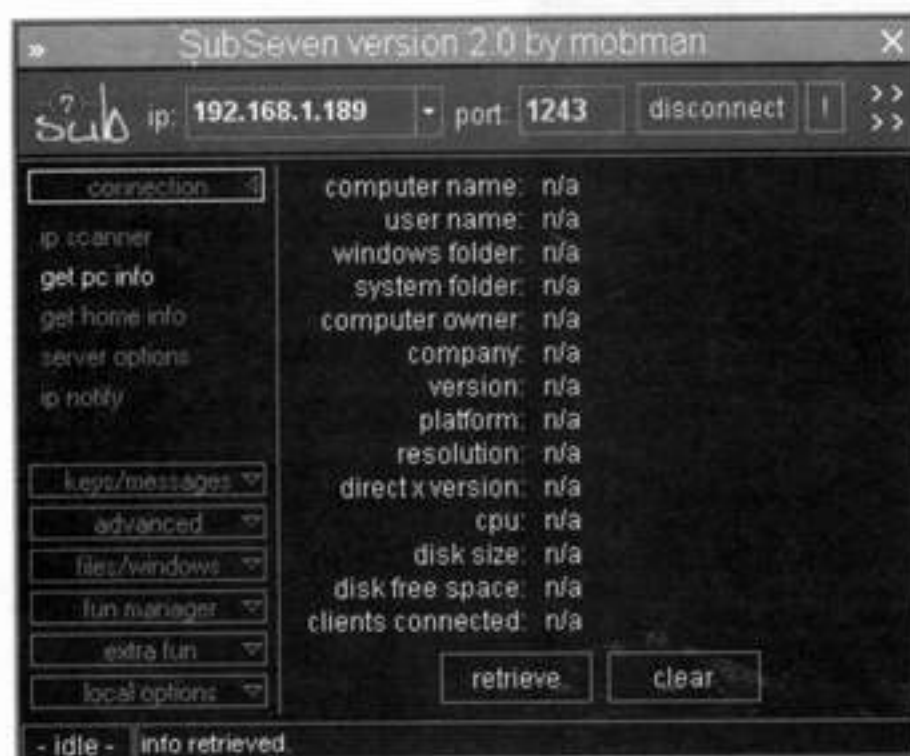 » SubSeven version 2.0 by mobman X
sub ip: 192.168.1.189 port: 1243 disconnect ! >> >>
connection
ip scanner
get pc info
get home info
server options
ip notify
keys/messages
advanced
files/windows
fun manager
extra fun
local options
computer name: n/a
user name: n/a
windows folder: n/a
system folder: n/a
computer owner: n/a
company: n/a
version: n/a
platform: n/a
resolution: n/a
direct x version: n/a
cpu: n/a
disk size: n/a
disk free space: n/a
clients connected: n/a
retrieve clear
- idle - info retrieved.